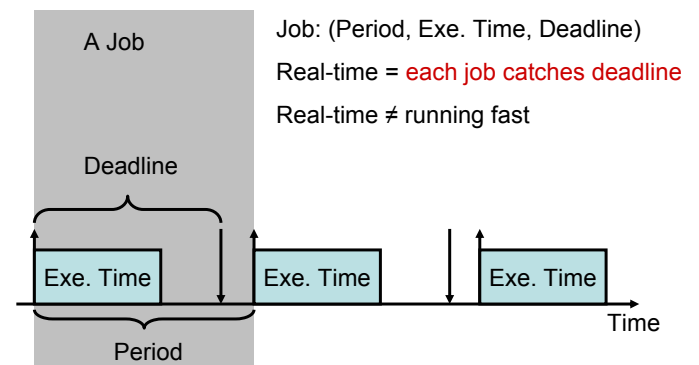 A Job
Job: (Period, Exe. Time, Deadline)
Real-time = each job catches deadline
Real-time ≠ running fast
Deadline
Exe. Time
Exe. Time
Exe. Time
Time
Period